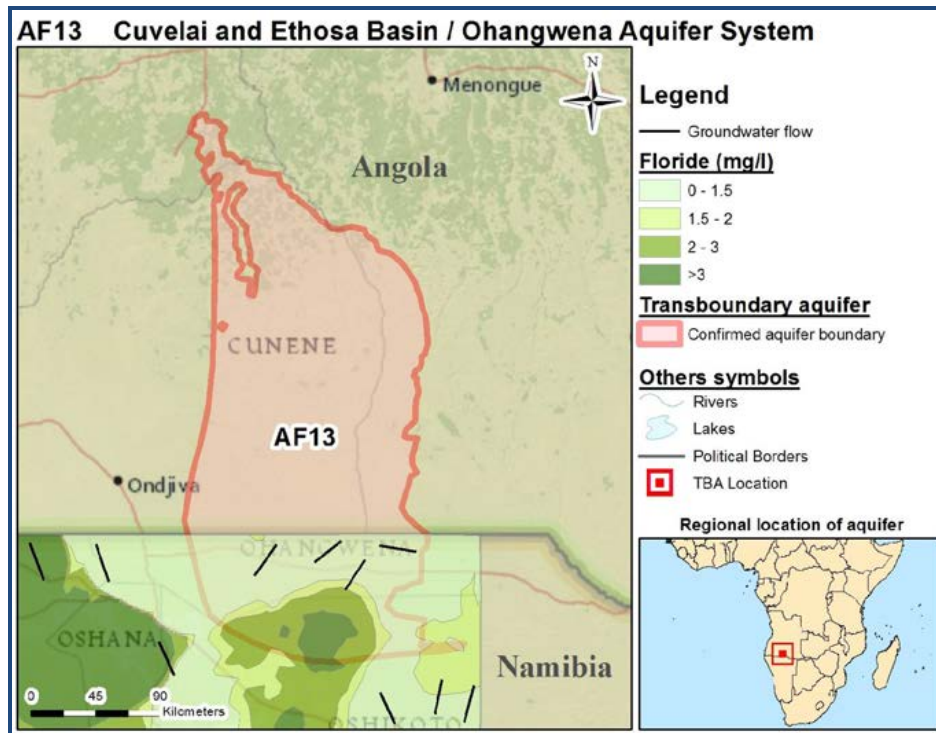 AF13 Cuvelai and Ethosa Basin / Ohangwena Aquifer System
Menongue
N
Angola
CUNENE
AF13
Ondjiva
OHANGWENA
OSHANA
Namibia
0 45 90
Kilometers
OSHIKOTO
Legend
Groundwater flow
Floride (mg/l)
0 - 1.5
1.5 - 2
2 - 3
>3
Transboundary aquifer
Confirmed aquifer boundary
Others symbols
Rivers
Lakes
Political Borders
TBA Location
Regional location of aquifer